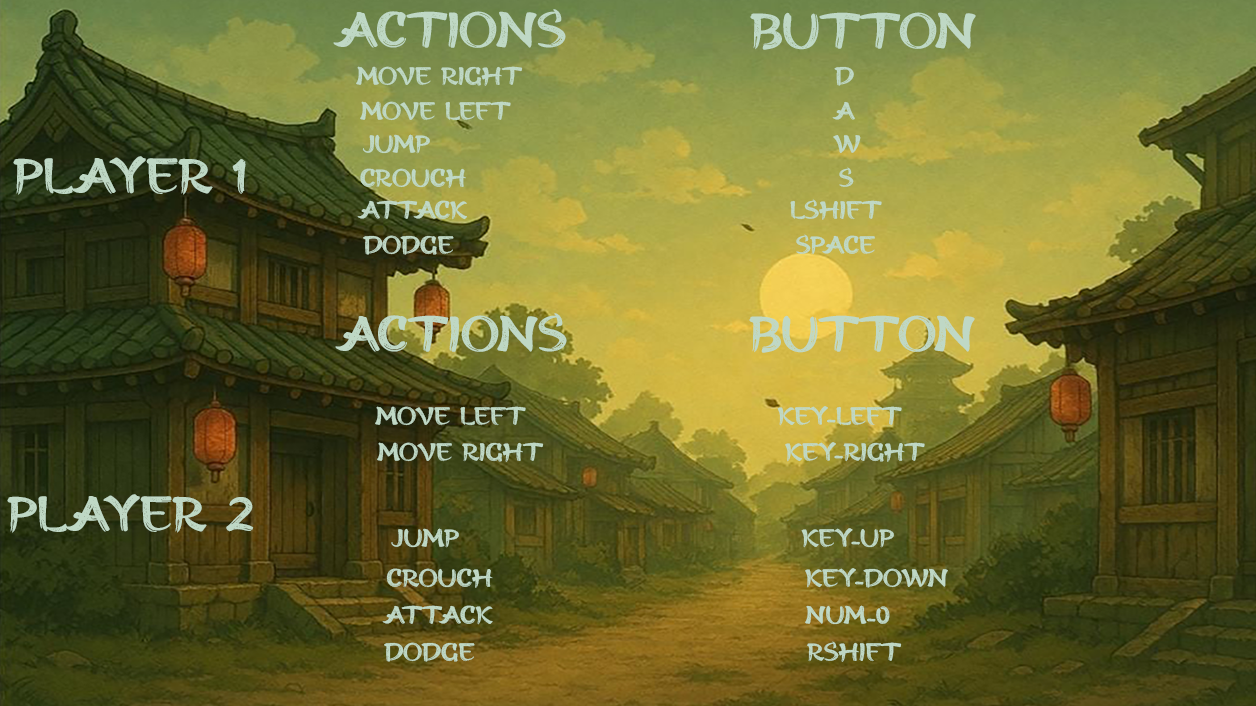 ACTIONS BUTTON
MOVE RIGHT D
MOVE LEFT A
JUMP W
PLAYER 1
CROUCH S
ATTACK LSHIFT
DODGE SPACE
ACTIONS BUTTON
MOVE LEFT KEY-LEFT
MOVE RIGHT KEY-RIGHT
PLAYER 2
JUMP KEY-UP
CROUCH KEY-DOWN
ATTACK NUM-0
DODGE RSHIFT